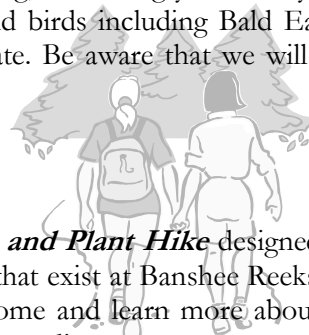 d birds including Bald Ea
ate. Be aware that we will
and Plant Hike designed
that exist at Banshee Reeks
ome and learn more abou